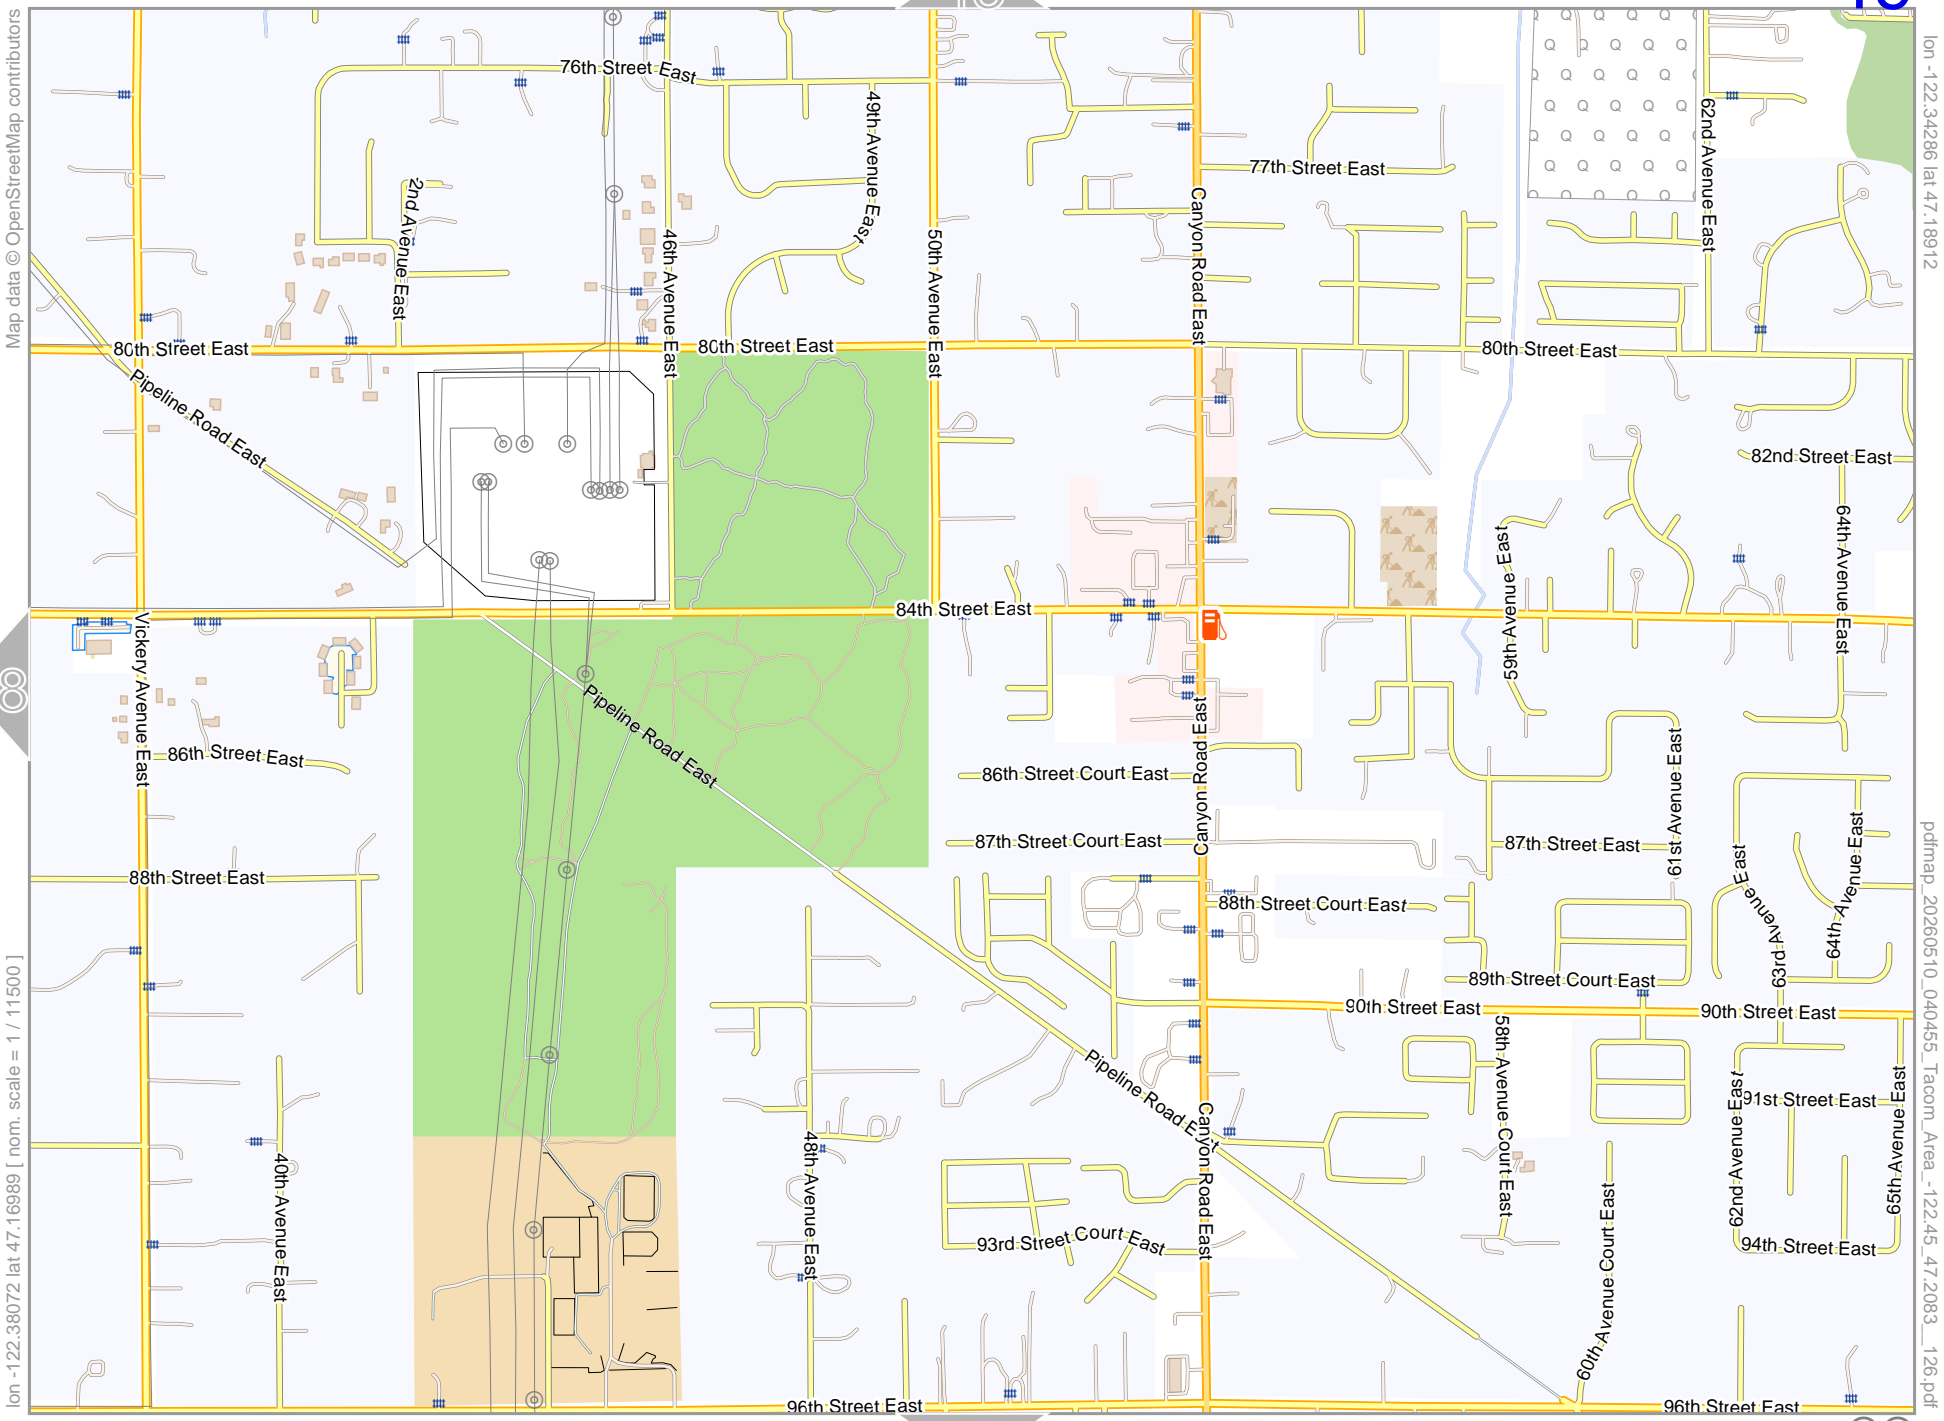 Map data © OpenStreetMap contributors
lon -122.34286 lat 47.18912
76th Street East
49th Avenue East
62nd Avenue East
77th Street East
2nd Avenue East
Canyon Road East
46th Avenue East
50th Avenue East
80th Street East
80th Street East
80th Street East
Pipeline Road East
82nd Street East
64th Avenue East
59th Avenue East
84th Street East
Vickery Avenue East
8
Pipeline Road East
Canyon Road East
61st Avenue East
86th Street East
86th Street Court East
87th Street Court East
87th Street East
63rd Avenue East
64th Avenue East
88th Street East
88th Street Court East
89th Street Court East
90th Street East
90th Street East
58th Avenue Court East
Pipeline Road East
62nd Avenue East
91st Street East
65th Avenue East
40th Avenue East
48th Avenue East
Canyon Road East
93rd Street Court East
94th Street East
60th Avenue Court East
96th Street East
96th Street East
lon -122.38072 lat 47.16989 [ nom. scale = 1 / 11500 ]
pdfmap_20260510_040455_Tacom_Area_-122.45_47.2083__126.pdf